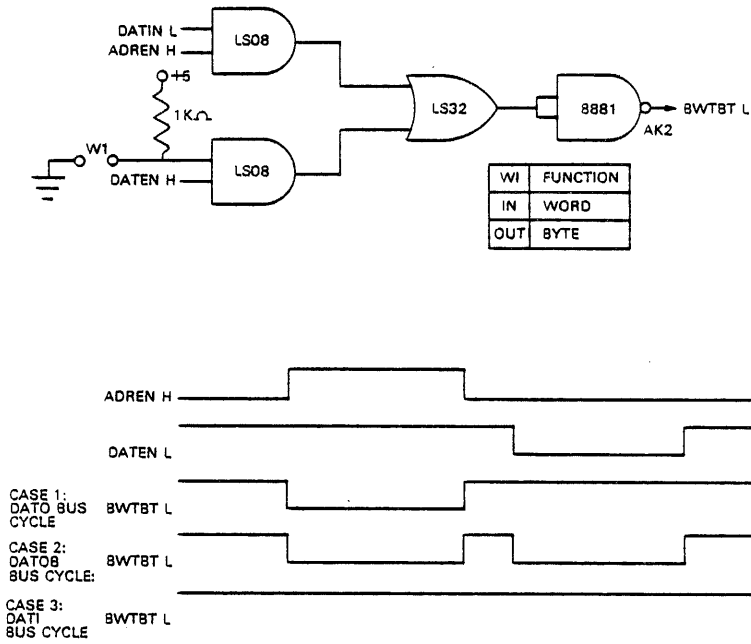 DATIN L
ADREN H
LS08
+5
1KΩ
W1
DATEN H
LS08
LS32
8881
AK2
BWTBT L
WI FUNCTION
IN WORD
OUT BYTE
ADREN H
DATEN L
CASE 1:
DATO BUS
CYCLE
BWTBT L
CASE 2:
DATOB
BUS CYCLE:
BWTBT L
CASE 3:
DATI
BUS CYCLE
BWTBT L